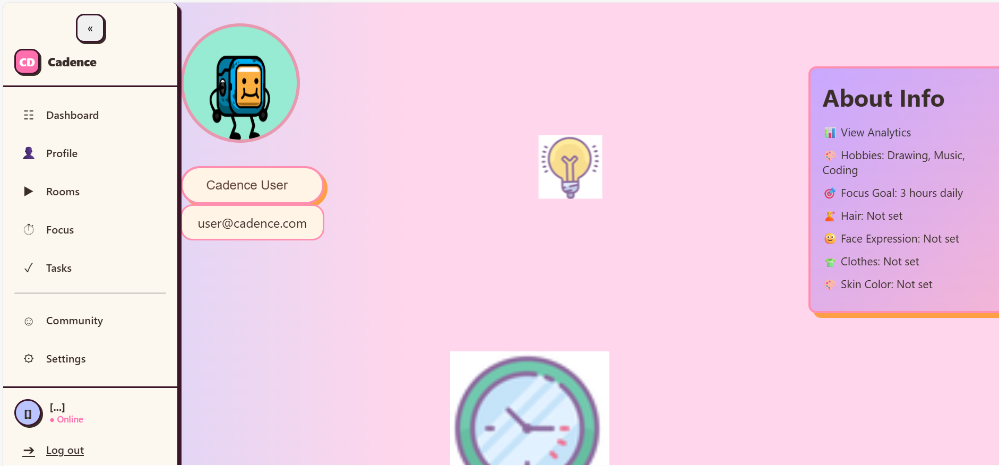 «
CD Cadence
Dashboard
Profile
Rooms
Focus
Tasks
Community
Settings
[] [...]
● Online
Log out
Cadence User
user@cadence.com
About Info
View Analytics
Hobbies: Drawing, Music,
Coding
Focus Goal: 3 hours daily
Hair: Not set
Face Expression: Not set
Clothes: Not set
Skin Color: Not set